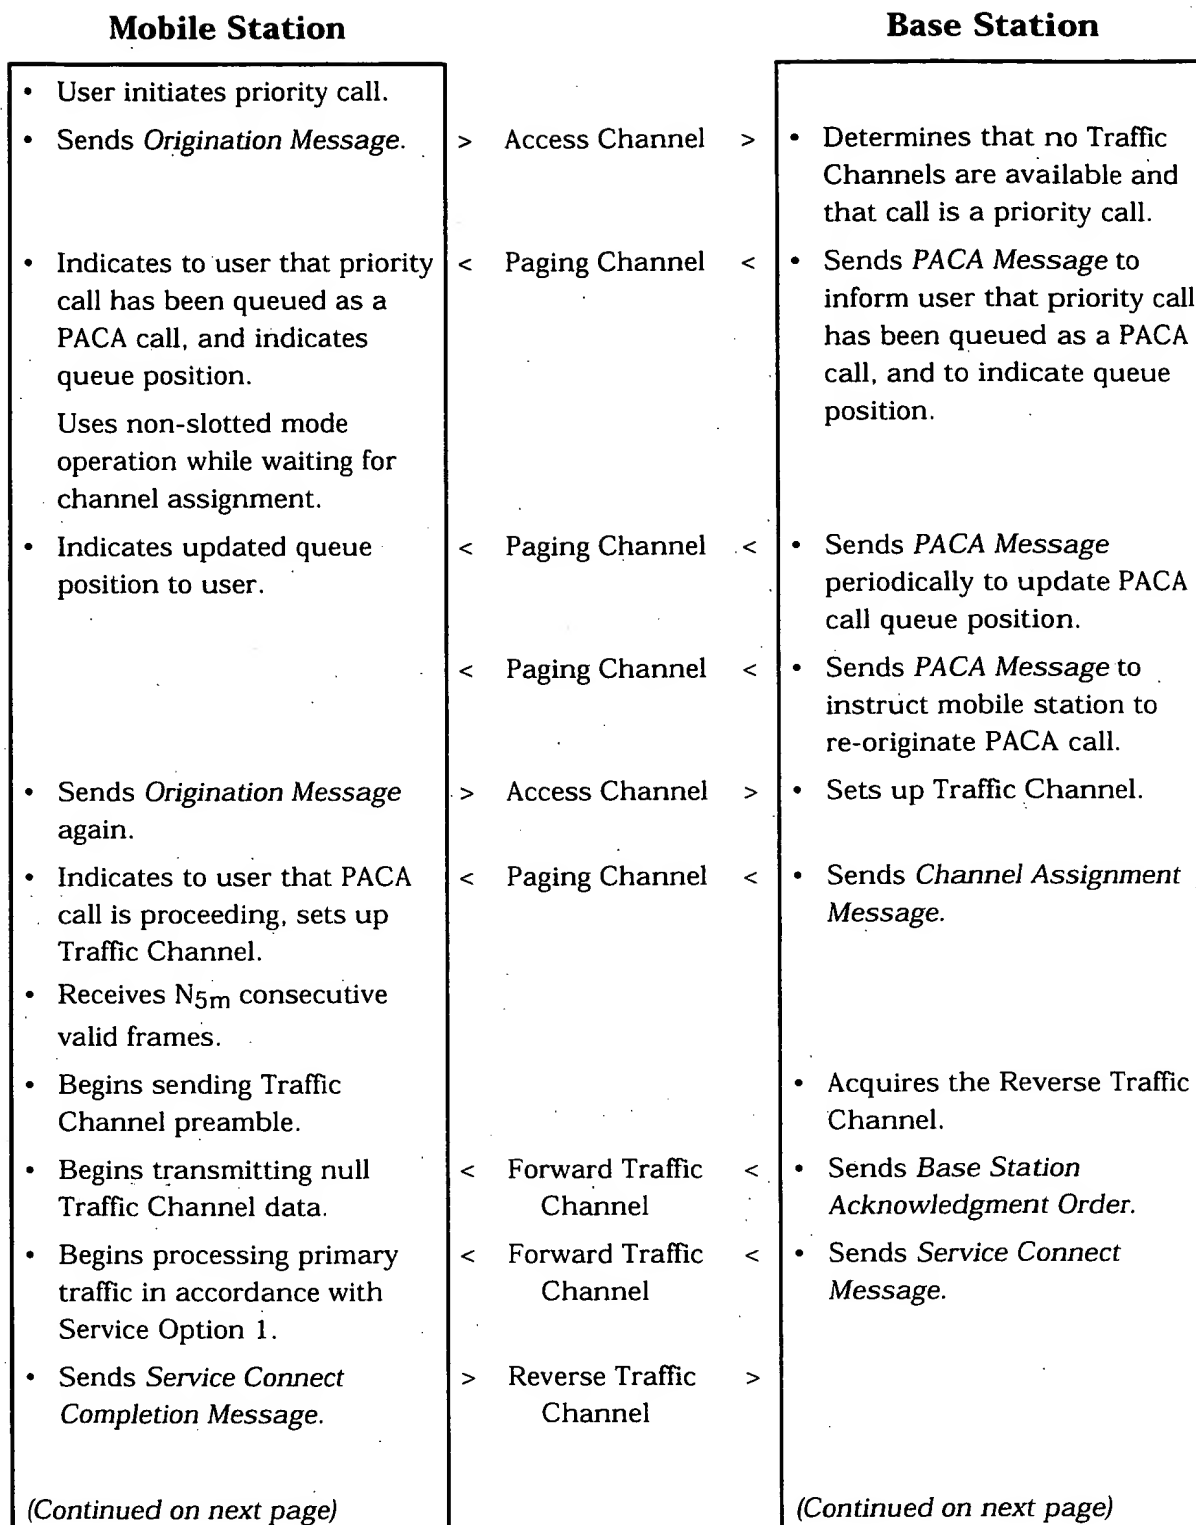 Mobile Station
Base Station
• User initiates priority call.
• Sends Origination Message. > Access Channel > • Determines that no Traffic
Channels are available and
that call is a priority call.
• Indicates to user that priority < Paging Channel < • Sends PACA Message to
call has been queued as a inform user that priority call
PACA call, and indicates has been queued as a PACA
queue position. call, and to indicate queue
Uses non-slotted mode position.
operation while waiting for
channel assignment.
• Indicates updated queue < Paging Channel < • Sends PACA Message
position to user. periodically to update PACA
call queue position.
< Paging Channel < • Sends PACA Message to
instruct mobile station to
re-originate PACA call.
• Sends Origination Message > Access Channel > • Sets up Traffic Channel.
again.
• Indicates to user that PACA < Paging Channel < • Sends Channel Assignment
call is proceeding, sets up Message.
Traffic Channel.
• Receives N5m consecutive
valid frames.
• Begins sending Traffic • Acquires the Reverse Traffic
Channel preamble. Channel.
• Begins transmitting null < Forward Traffic < • Sends Base Station
Traffic Channel data. Channel Acknowledgment Order.
• Begins processing primary < Forward Traffic < • Sends Service Connect
traffic in accordance with Channel Message.
Service Option 1.
• Sends Service Connect > Reverse Traffic >
Completion Message. Channel
(Continued on next page) (Continued on next page)